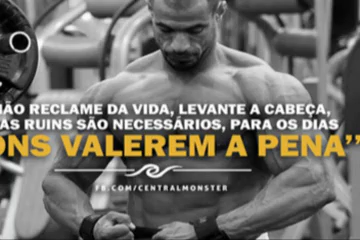 ÃO RECLAME DA VIDA, LEVANTE A CABEÇA,
AS RUINS SÃO NECESSÁRIOS, PARA OS DIAS
ONS VALEREM A PENA”
FB.COM/CENTRALMONSTER